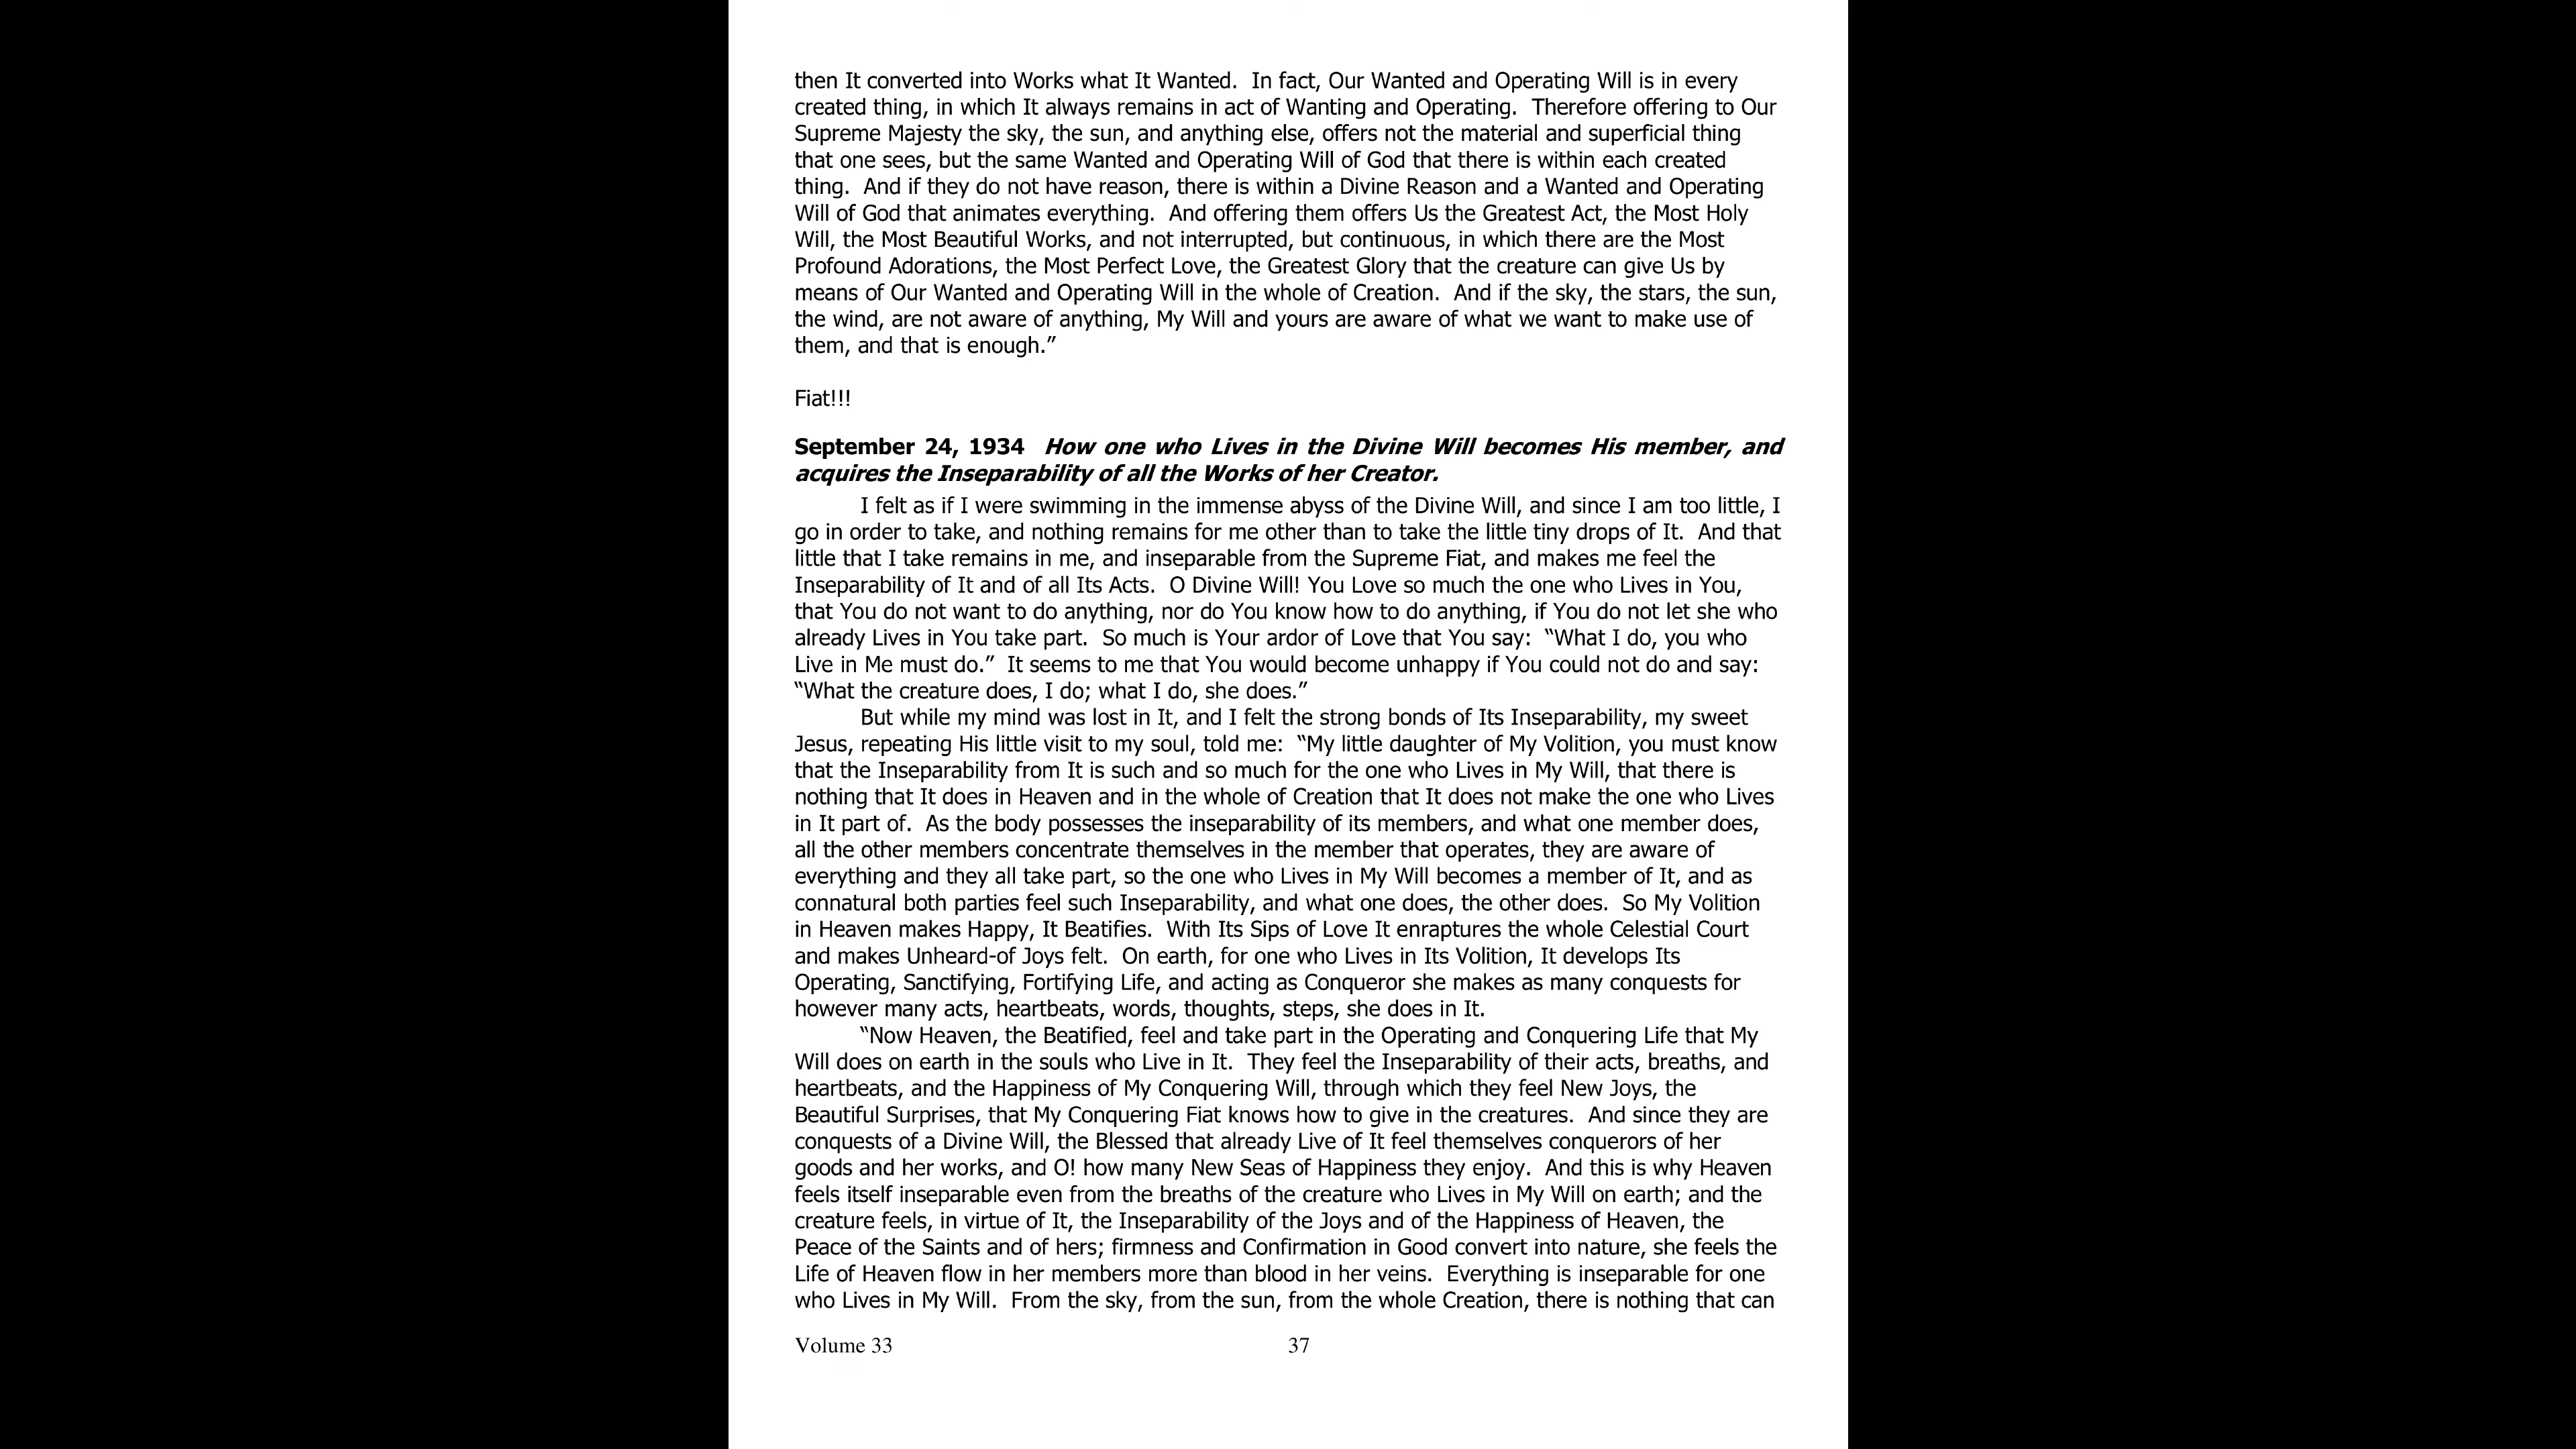 then It converted into Works what It Wanted.  In fact, Our Wanted and Operating Will is in every
created thing, in which It always remains in act of Wanting and Operating.  Therefore offering to Our
Supreme Majesty the sky, the sun, and anything else, offers not the material and superficial thing
that one sees, but the same Wanted and Operating Will of God that there is within each created
thing.  And if they do not have reason, there is within a Divine Reason and a Wanted and Operating
Will of God that animates everything.  And offering them offers Us the Greatest Act, the Most Holy
Will, the Most Beautiful Works, and not interrupted, but continuous, in which there are the Most
Profound Adorations, the Most Perfect Love, the Greatest Glory that the creature can give Us by
means of Our Wanted and Operating Will in the whole of Creation.  And if the sky, the stars, the sun,
the wind, are not aware of anything, My Will and yours are aware of what we want to make use of
them, and that is enough.”
Fiat!!!
September 24, 1934  How one who Lives in the Divine Will becomes His member, and
acquires the Inseparability of all the Works of her Creator.
I felt as if I were swimming in the immense abyss of the Divine Will, and since I am too little, I
go in order to take, and nothing remains for me other than to take the little tiny drops of It.  And that
little that I take remains in me, and inseparable from the Supreme Fiat, and makes me feel the
Inseparability of It and of all Its Acts.  O Divine Will! You Love so much the one who Lives in You,
that You do not want to do anything, nor do You know how to do anything, if You do not let she who
already Lives in You take part.  So much is Your ardor of Love that You say:  “What I do, you who
Live in Me must do.”  It seems to me that You would become unhappy if You could not do and say:
“What the creature does, I do; what I do, she does.”
But while my mind was lost in It, and I felt the strong bonds of Its Inseparability, my sweet
Jesus, repeating His little visit to my soul, told me:  “My little daughter of My Volition, you must know
that the Inseparability from It is such and so much for the one who Lives in My Will, that there is
nothing that It does in Heaven and in the whole of Creation that It does not make the one who Lives
in It part of.  As the body possesses the inseparability of its members, and what one member does,
all the other members concentrate themselves in the member that operates, they are aware of
everything and they all take part, so the one who Lives in My Will becomes a member of It, and as
connatural both parties feel such Inseparability, and what one does, the other does.  So My Volition
in Heaven makes Happy, It Beatifies.  With Its Sips of Love It enraptures the whole Celestial Court
and makes Unheard-of Joys felt.  On earth, for one who Lives in Its Volition, It develops Its
Operating, Sanctifying, Fortifying Life, and acting as Conqueror she makes as many conquests for
however many acts, heartbeats, words, thoughts, steps, she does in It.
“Now Heaven, the Beatified, feel and take part in the Operating and Conquering Life that My
Will does on earth in the souls who Live in It.  They feel the Inseparability of their acts, breaths, and
heartbeats, and the Happiness of My Conquering Will, through which they feel New Joys, the
Beautiful Surprises, that My Conquering Fiat knows how to give in the creatures.  And since they are
conquests of a Divine Will, the Blessed that already Live of It feel themselves conquerors of her
goods and her works, and O! how many New Seas of Happiness they enjoy.  And this is why Heaven
feels itself inseparable even from the breaths of the creature who Lives in My Will on earth; and the
creature feels, in virtue of It, the Inseparability of the Joys and of the Happiness of Heaven, the
Peace of the Saints and of hers; firmness and Confirmation in Good convert into nature, she feels the
Life of Heaven flow in her members more than blood in her veins.  Everything is inseparable for one
who Lives in My Will.  From the sky, from the sun, from the whole Creation, there is nothing that can
Volume 33 37